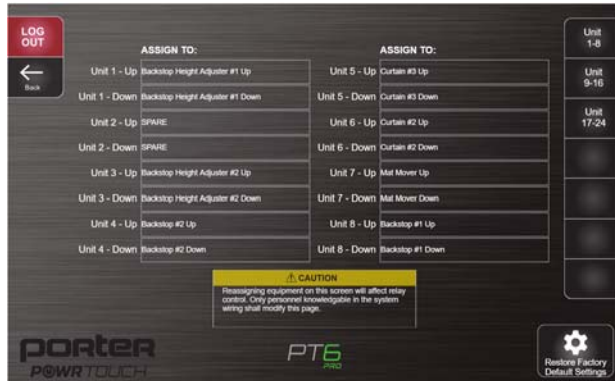 LOG
OUT
Back
ASSIGN TO:
Unit 1 - Up Backstop Height Adjuster #1 Up
Unit 1 - Down Backstop Height Adjuster #1 Down
Unit 2 - Up SPARE
Unit 2 - Down SPARE
Unit 3 - Up Backstop Height Adjuster #2 Up
Unit 3 - Down Backstop Height Adjuster #2 Down
Unit 4 - Up Backstop #2 Up
Unit 4 - Down Backstop #2 Down
ASSIGN TO:
Unit 5 - Up Curtain #3 Up
Unit 5 - Down Curtain #3 Down
Unit 6 - Up Curtain #2 Up
Unit 6 - Down Curtain #2 Down
Unit 7 - Up Mat Mover Up
Unit 7 - Down Mat Mover Down
Unit 8 - Up Backstop #1 Up
Unit 8 - Down Backstop #1 Down
Unit
1-8
Unit
9-16
Unit
17-24
CAUTION
Reassigning equipment on this screen will affect relay
control. Only personnel knowledgable in the system
wiring shall modify this page.
PORTER
POWRTOUCH
PT6
PRO
Restore Factory
Default Settings